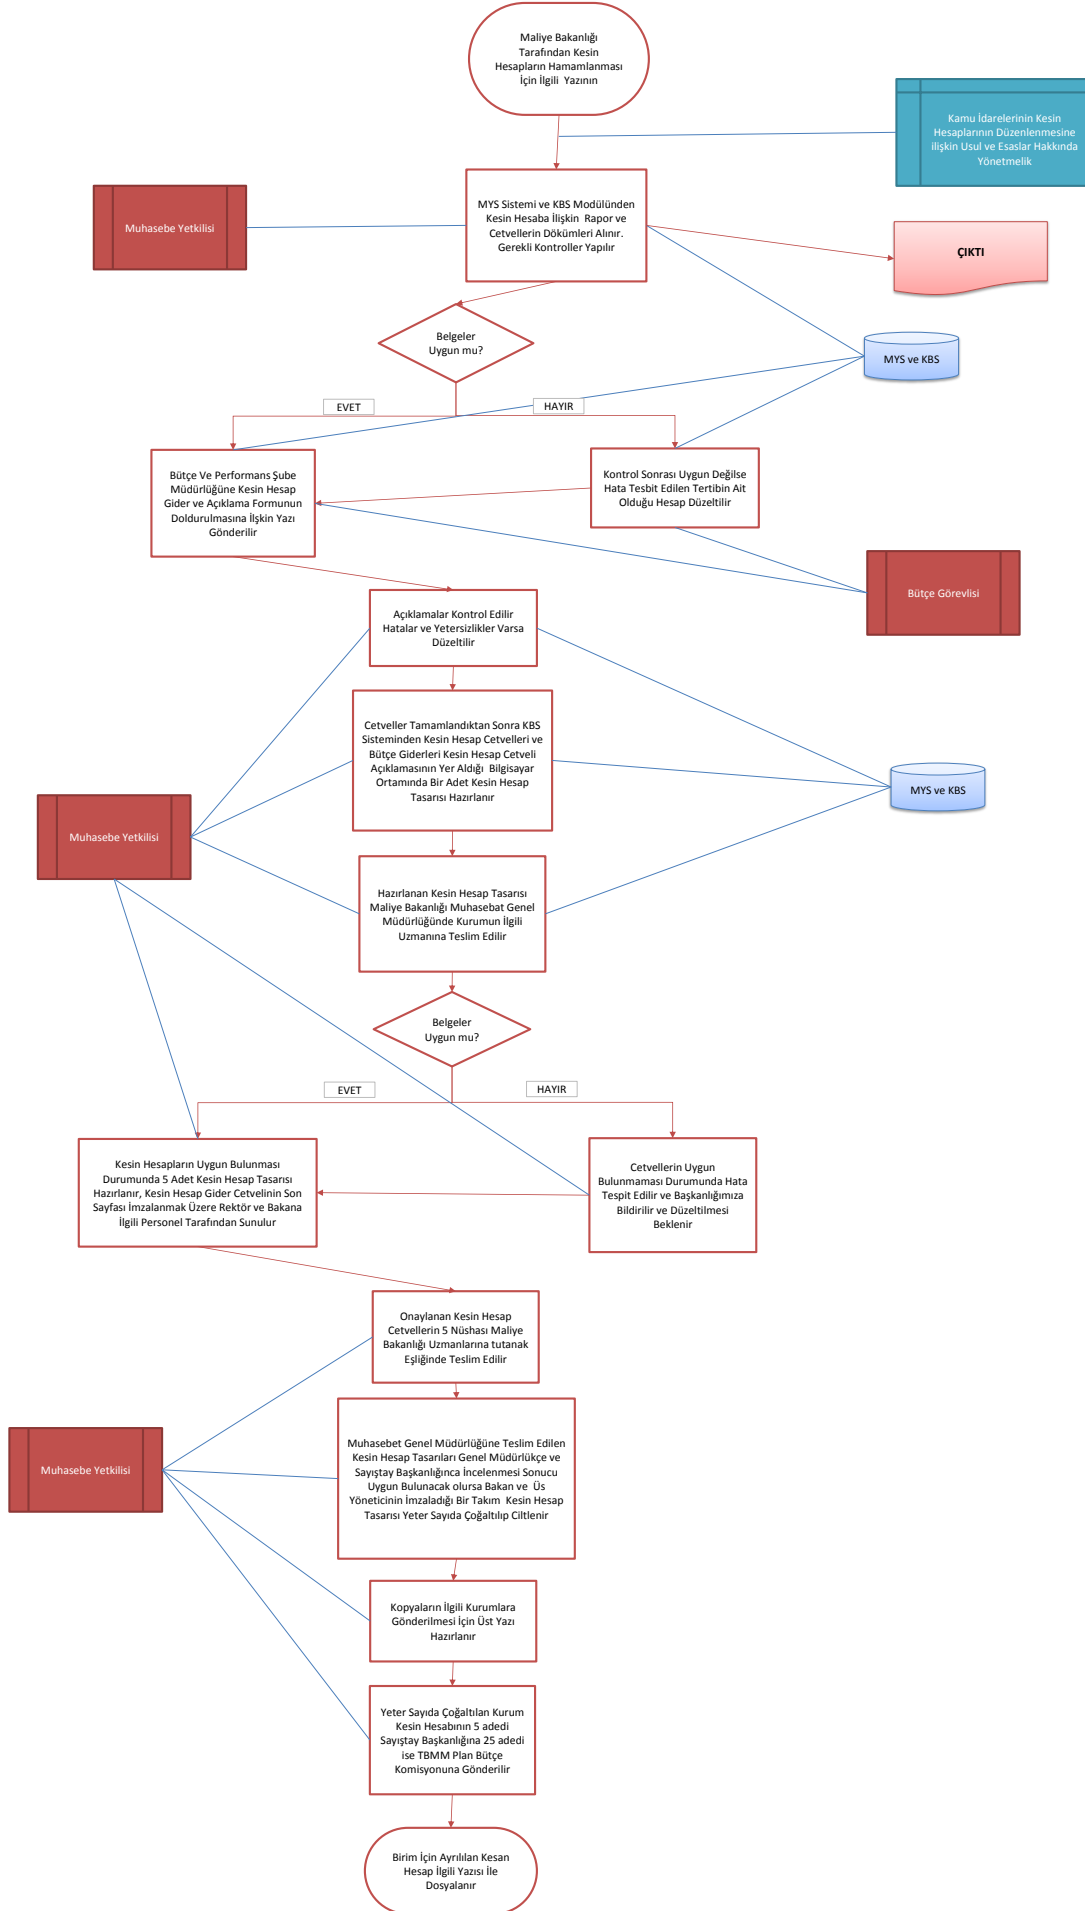 Maliye Bakanlığı
Tarafından Kesin
Hesapların Hamamlanması
İçin İlgili Yazının
Kamu İdarelerinin Kesin
Hesaplarının Düzenlenmesine
ilişkin Usul ve Esaslar Hakkında
Yönetmelik
MYS Sistemi ve KBS Modülünden
Kesin Hesaba İlişkin Rapor ve
Cetvellerin Dökümleri Alınır.
Gerekli Kontroller Yapılır
Muhasebe Yetkilisi
ÇIKTI
Belgeler
Uygun mu?
MYS ve KBS
EVET
HAYIR
Bütçe Ve Performans Şube
Müdürlüğüne Kesin Hesap
Gider ve Açıklama Formunun
Doldurulmasına İlşkin Yazı
Gönderilir
Kontrol Sonrası Uygun Değilse
Hata Tesbit Edilen Tertibin Ait
Olduğu Hesap Düzeltilir
Bütçe Görevlisi
Açıklamalar Kontrol Edilir
Hatalar ve Yetersizlikler Varsa
Düzeltilir
Cetveller Tamamlandıktan Sonra KBS
Sisteminden Kesin Hesap Cetvelleri ve
Bütçe Giderleri Kesin Hesap Cetveli
Açıklamasının Yer Aldığı Bilgisayar
Ortamında Bir Adet Kesin Hesap
Tasarısı Hazırlanır
MYS ve KBS
Muhasebe Yetkilisi
Hazırlanan Kesin Hesap Tasarısı
Maliye Bakanlığı Muhasebat Genel
Müdürlüğünde Kurumun İlgili
Uzmanına Teslim Edilir
Belgeler
Uygun mu?
EVET
HAYIR
Kesin Hesapların Uygun Bulunması
Durumunda 5 Adet Kesin Hesap Tasarısı
Hazırlanır, Kesin Hesap Gider Cetvelinin Son
Sayfası İmzalanmak Üzere Rektör ve Bakana
İlgili Personel Tarafından Sunulur
Cetvellerin Uygun
Bulunmaması Durumunda Hata
Tespit Edilir ve Başkanlığımıza
Bildirilir ve Düzeltilmesi
Beklenir
Onaylanan Kesin Hesap
Cetvellerin 5 Nüshası Maliye
Bakanlığı Uzmanlarına tutanak
Eşliğinde Teslim Edilir
Muhasebet Genel Müdürlüğüne Teslim Edilen
Kesin Hesap Tasarıları Genel Müdürlükçe ve
Sayıştay Başkanlığınca İncelenmesi Sonucu
Uygun Bulunacak olursa Bakan ve Üs
Yöneticinin İmzaladığı Bir Takım Kesin Hesap
Tasarısı Yeter Sayıda Çoğaltılıp Ciltlenir
Muhasebe Yetkilisi
Kopyaların İlgili Kurumlara
Gönderilmesi İçin Üst Yazı
Hazırlanır
Yeter Sayıda Çoğaltılan Kurum
Kesin Hesabının 5 adedi
Sayıştay Başkanlığına 25 adedi
ise TBMM Plan Bütçe
Komisyonuna Gönderilir
Birim İçin Ayrılılan Kesan
Hesap İlgili Yazısı İle
Dosyalanır